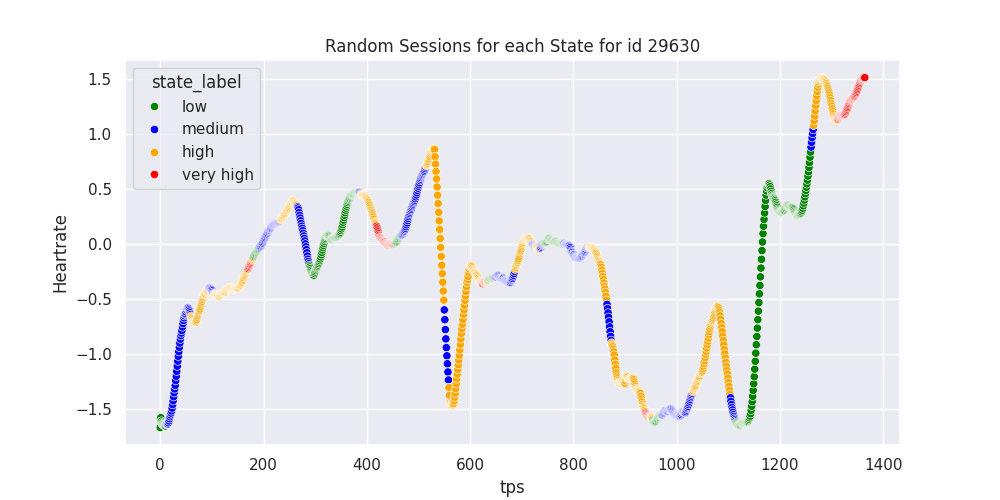 Random Sessions for each State for id 29630
state_label
low
medium
high
very high
Heartrate
1.5
1.0
0.5
0.0
−0.5
−1.0
−1.5
0 200 400 600 800 1000 1200 1400
tps